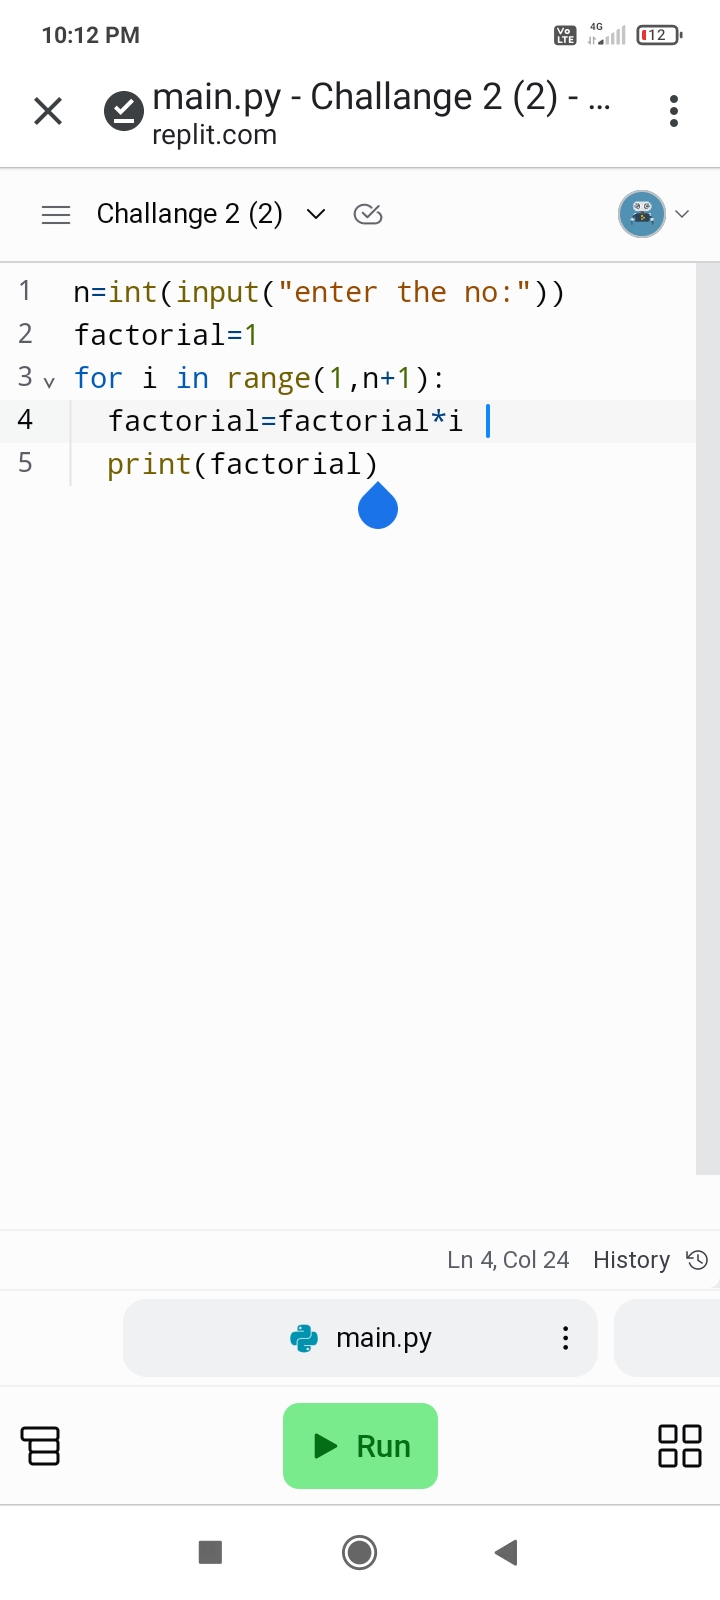 10:12 PM
Vo LTE 4G 12
main.py - Challange 2 (2) - ...
replit.com
Challange 2 (2)
1 n=int(input("enter the no:"))
2 factorial=1
3 for i in range(1,n+1):
4 factorial=factorial*i
5 print(factorial)
Ln 4, Col 24 History
main.py
Run